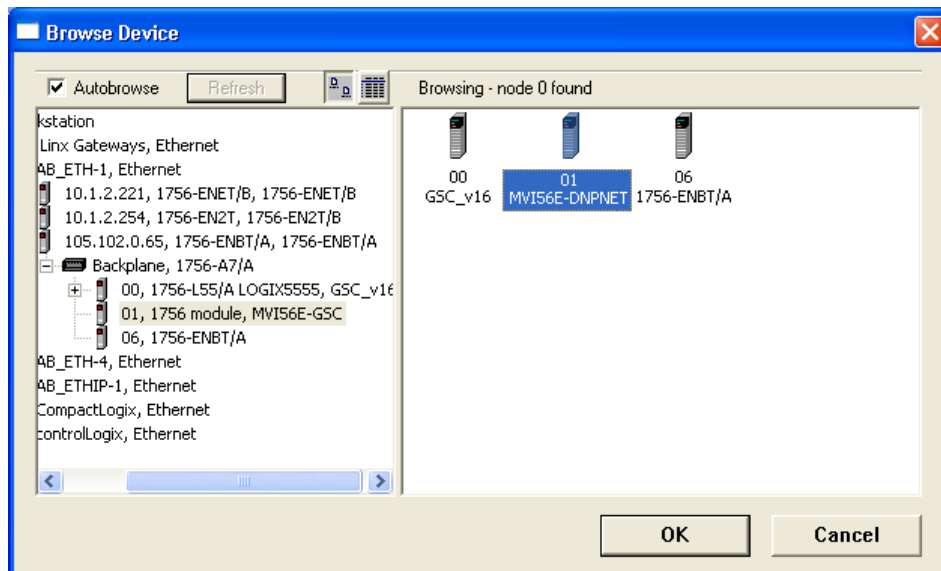 Browse Device
Autobrowse
Refresh
Browsing - node 0 found
kstation
Linx Gateways, Ethernet
AB_ETH-1, Ethernet
10.1.2.221, 1756-ENET/B, 1756-ENET/B
10.1.2.254, 1756-EN2T, 1756-EN2T/B
105.102.0.65, 1756-ENBT/A, 1756-ENBT/A
Backplane, 1756-A7/A
00, 1756-L55/A LOGIX5555, GSC_v16
01, 1756 module, MVI56E-GSC
06, 1756-ENBT/A
AB_ETH-4, Ethernet
AB_ETHIP-1, Ethernet
CompactLogix, Ethernet
controlLogix, Ethernet
00
GSC_v16
01
MVI56E-DNPNET
06
1756-ENBT/A
OK
Cancel